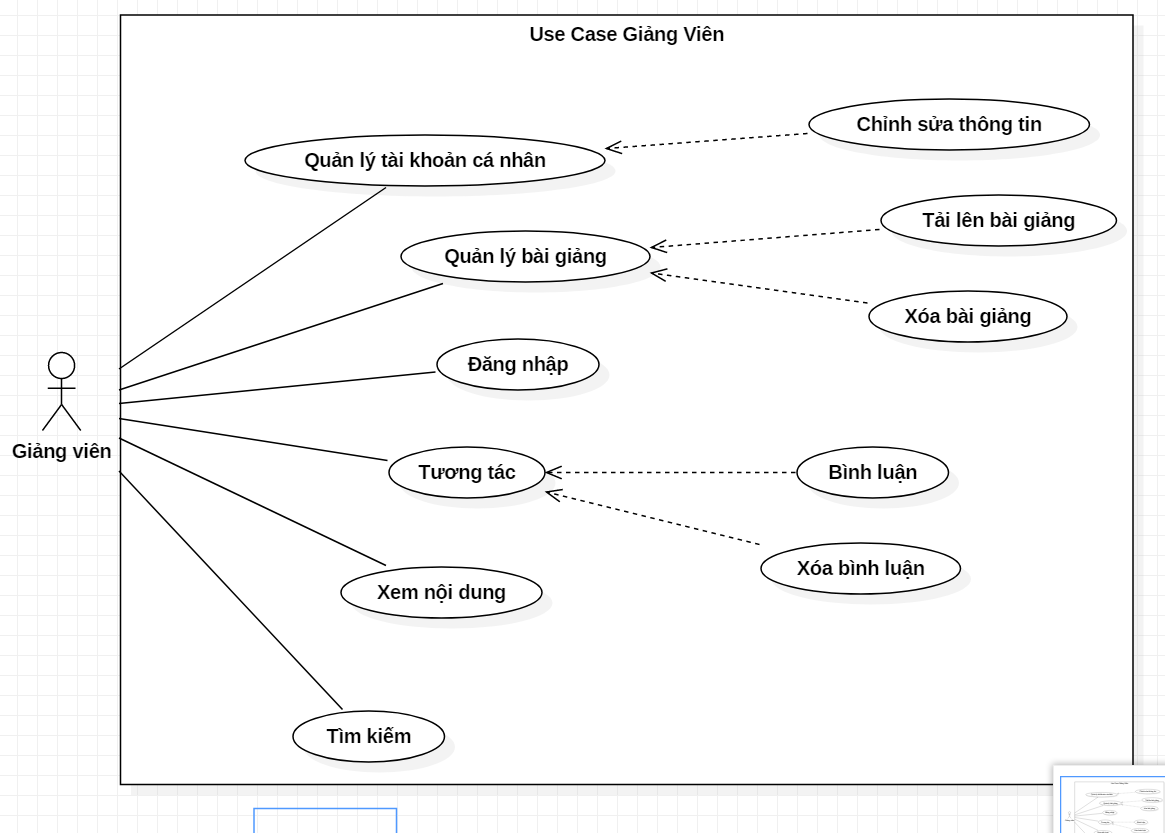 Use Case Giảng Viên
Chỉnh sửa thông tin
Quản lý tài khoản cá nhân
Tải lên bài giảng
Quản lý bài giảng
Xóa bài giảng
Đăng nhập
Giảng viên
Tương tác
Bình luận
Xóa bình luận
Xem nội dung
Tìm kiếm